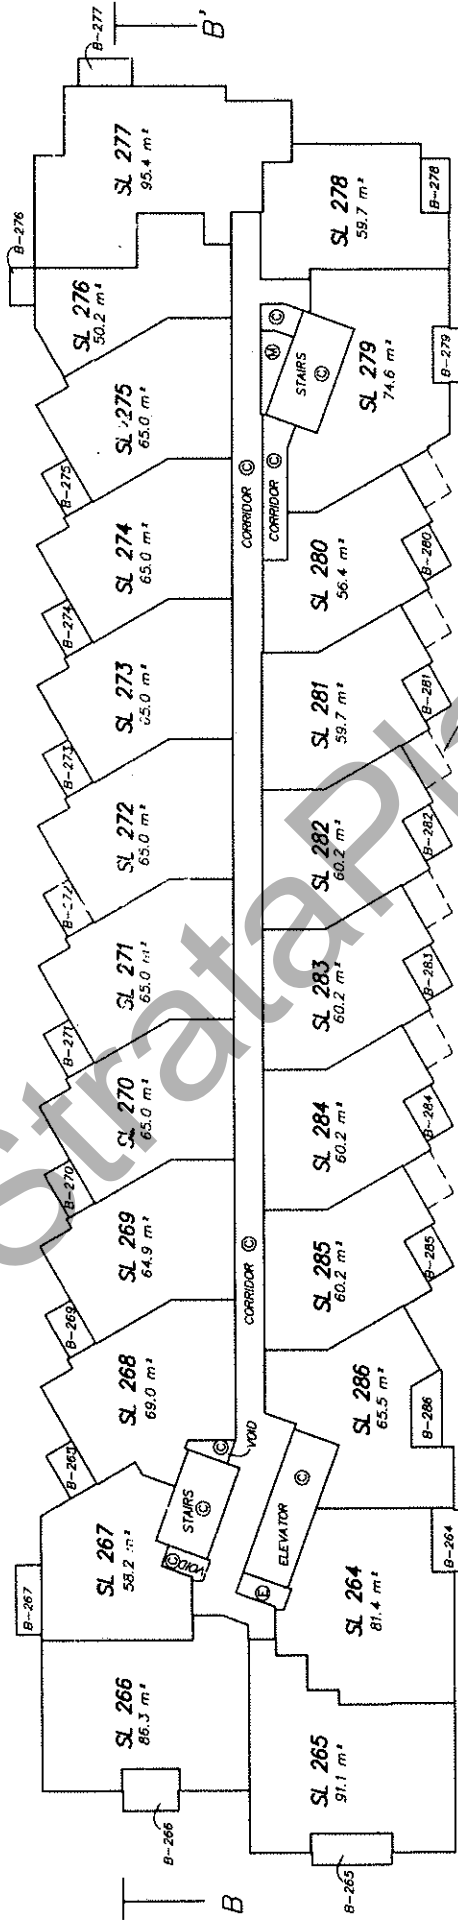 B
B'
B-266
B-267
B-269
B-270
B-271
B-273
B-274
B-275
B-276
B-277
SL 266
86.3 m²
SL 267
58.2 m²
SL 268
69.0 m²
SL 269
64.9 m²
SL 270
65.0 m²
SL 271
65.0 m²
SL 272
65.0 m²
SL 273
65.0 m²
SL 274
65.0 m²
SL 275
65.0 m²
SL 276
50.2 m²
SL 277
95.4 m²
VOID Ⓒ
STAIRS
Ⓒ
Ⓒ
VOID
CORRIDOR Ⓒ
CORRIDOR Ⓒ
CORRIDOR Ⓒ
Ⓔ
ELEVATOR
Ⓒ
Ⓜ
Ⓒ
STAIRS
Ⓒ
SL 265
91.1 m²
SL 264
81.4 m²
SL 286
65.5 m²
SL 285
60.2 m²
SL 284
60.2 m²
SL 283
60.2 m²
SL 282
60.2 m²
SL 281
59.7 m²
SL 280
56.4 m²
SL 279
74.6 m²
SL 278
59.7 m²
B-265
B-264
B-286
B-285
B-284
B-283
B-282
B-281
B-280
B-279
B-278